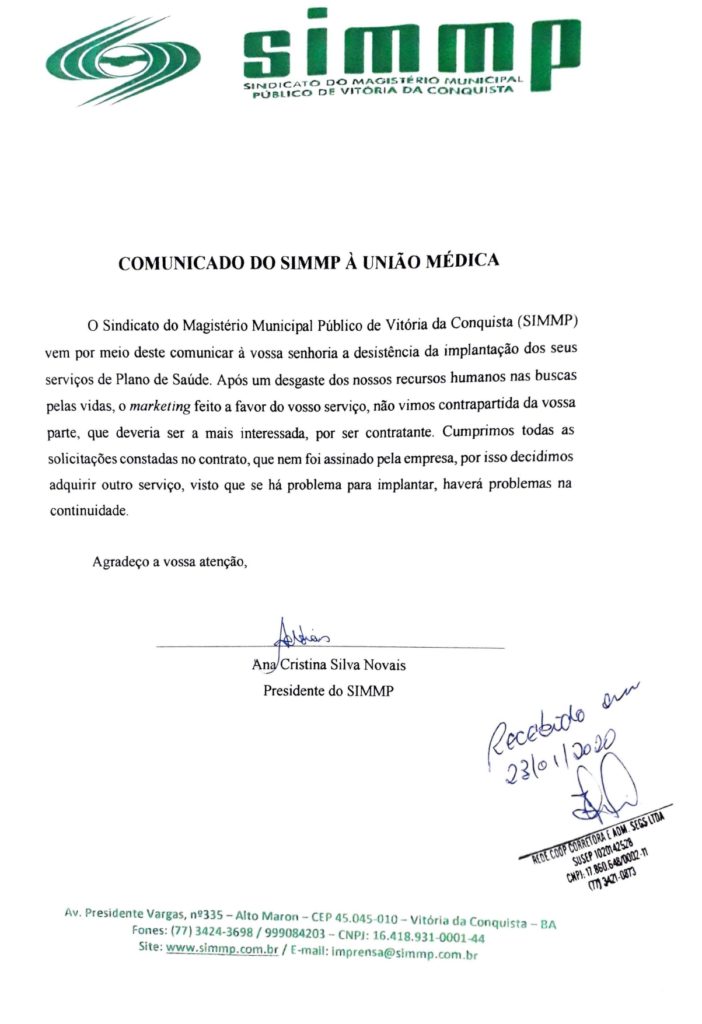 simmp
SINDICATO DO MAGISTÉRIO MUNICIPAL
PÚBLICO DE VITÓRIA DA CONQUISTA
COMUNICADO DO SIMMP À UNIÃO MÉDICA
O Sindicato do Magistério Municipal Público de Vitória da Conquista (SIMMP)
vem por meio deste comunicar à vossa senhoria a desistência da implantação dos seus
serviços de Plano de Saúde. Após um desgaste dos nossos recursos humanos nas buscas
pelas vidas, o marketing feito a favor do vosso serviço, não vimos contrapartida da vossa
parte, que deveria ser a mais interessada, por ser contratante. Cumprimos todas as
solicitações constadas no contrato, que nem foi assinado pela empresa, por isso decidimos
adquirir outro serviço, visto que se há problema para implantar, haverá problemas na
continuidade.
Agradeço a vossa atenção,
Ana Cristina Silva Novais
Presidente do SIMMP
Recebido em
23/01/2020
REDE COOP CORRETORA E ADM. SEGS LTDA
SUSEP 1020142528
CNPJ: 17.860.648/0002-11
(77) 3421-0873
Av. Presidente Vargas, nº335 – Alto Maron – CEP 45.045-010 – Vitória da Conquista – BA
Fones: (77) 3424-3698 / 999084203 – CNPJ: 16.418.931-0001-44
Site: www.simmp.com.br / E-mail: imprensa@simmp.com.br